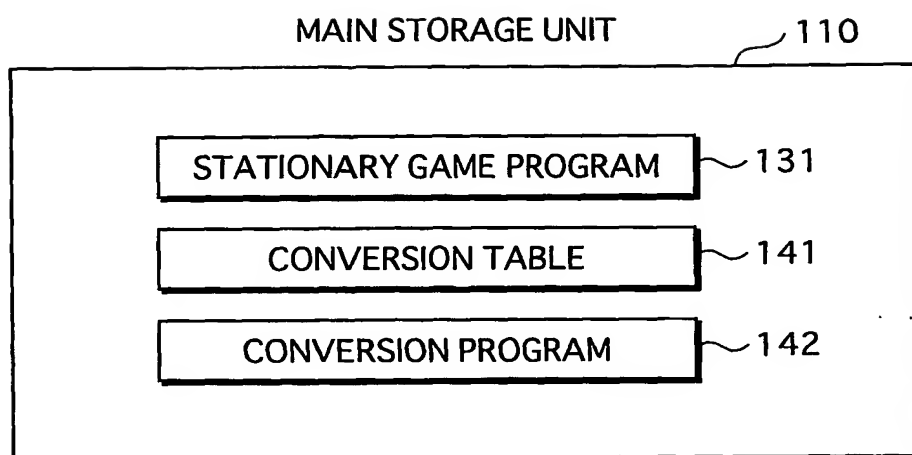 MAIN STORAGE UNIT 110
STATIONARY GAME PROGRAM 131
CONVERSION TABLE 141
CONVERSION PROGRAM 142